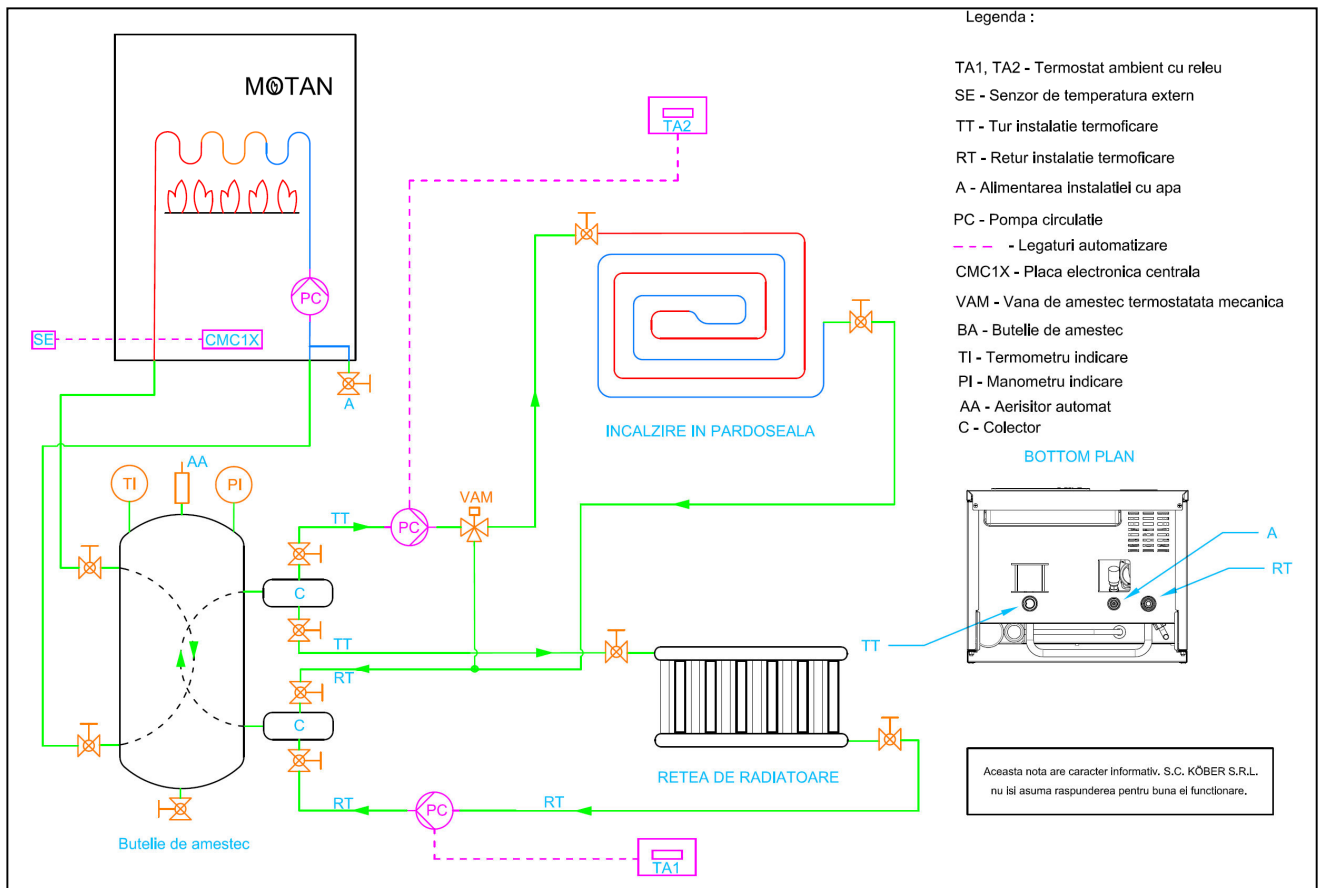 Legenda :
TA1, TA2 - Termostat ambient cu releu
SE - Senzor de temperatura extern
TT - Tur instalatie termoficare
RT - Retur instalatie termoficare
A - Alimentarea instalatiei cu apa
PC - Pompa circulatie
- Legaturi automatizare
CMC1X - Placa electronica centrala
VAM - Vana de amestec termostatata mecanica
BA - Butelie de amestec
TI - Termometru indicare
PI - Manometru indicare
AA - Aerisitor automat
C - Colector
MOTAN
TA2
PC
SE
CMC1X
A
INCALZIRE IN PARDOSEALA
BOTTOM PLAN
AA
TI
PI
VAM
TT
PC
A
RT
C
TT
TT
RT
C
RETEA DE RADIATOARE
RT
PC
RT
Butelie de amestec
TA1
Aceasta nota are caracter informativ. S.C. KÖBER S.R.L.
nu isi asuma raspunderea pentru buna ei functionare.